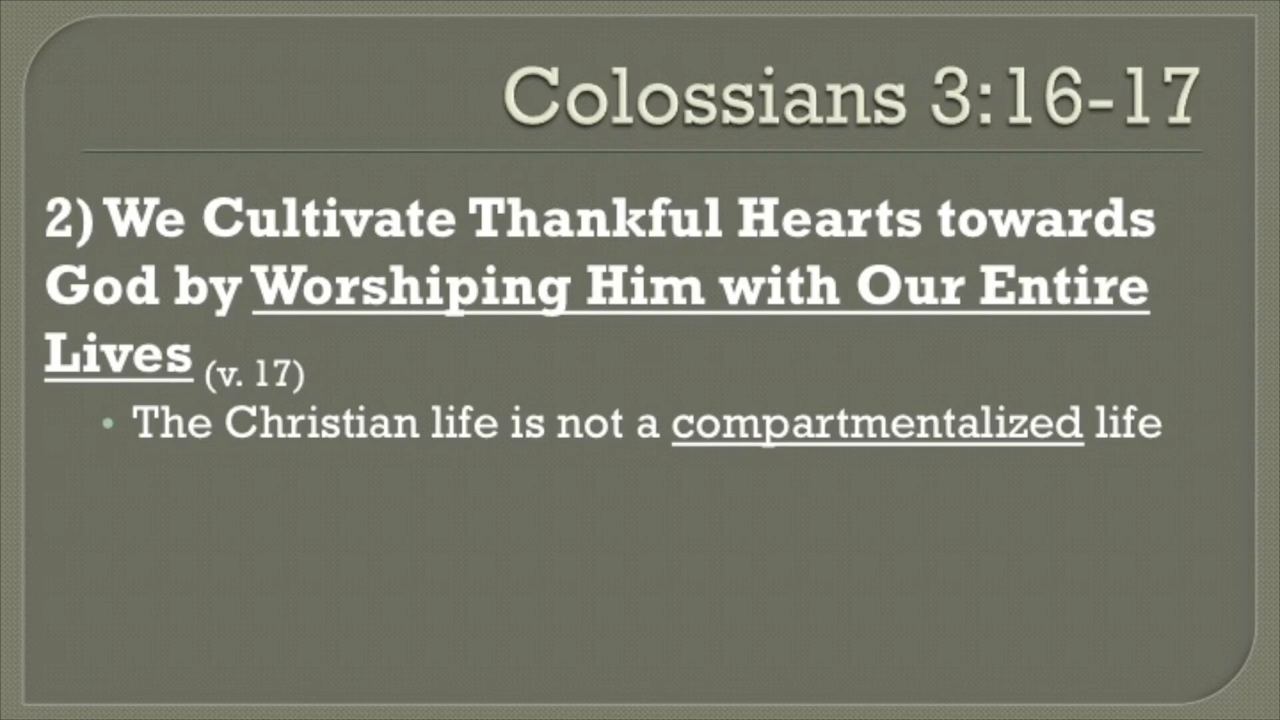 Colossians 3:16-17
2) We Cultivate Thankful Hearts towards
God by Worshiping Him with Our Entire
Lives (v. 17)
• The Christian life is not a compartmentalized life